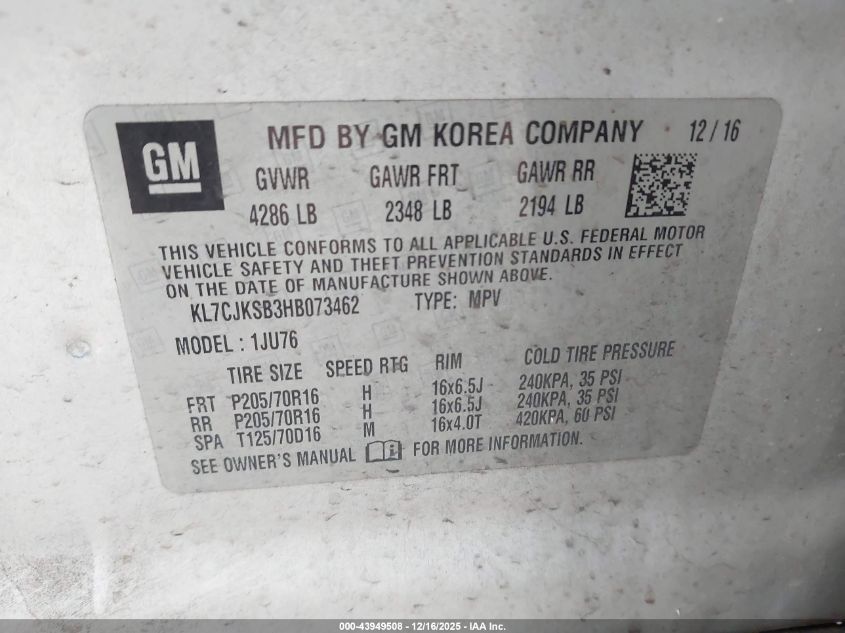 GM
MFD BY GM KOREA COMPANY 12/16
GVWR GAWR FRT GAWR RR
4286 LB 2348 LB 2194 LB
THIS VEHICLE CONFORMS TO ALL APPLICABLE U.S. FEDERAL MOTOR
VEHICLE SAFETY AND THEFT PREVENTION STANDARDS IN EFFECT
ON THE DATE OF MANUFACTURE SHOWN ABOVE.
KL7CJKSB3HB073462 TYPE: MPV
MODEL : 1JU76
TIRE SIZE SPEED RTG RIM COLD TIRE PRESSURE
FRT P205/70R16 H 16x6.5J 240KPA, 35 PSI
RR P205/70R16 H 16x6.5J 240KPA, 35 PSI
SPA T125/70D16 M 16x4.0T 420KPA, 60 PSI
SEE OWNER'S MANUAL FOR MORE INFORMATION.
000-43949508 - 12/16/2025 - IAA Inc.